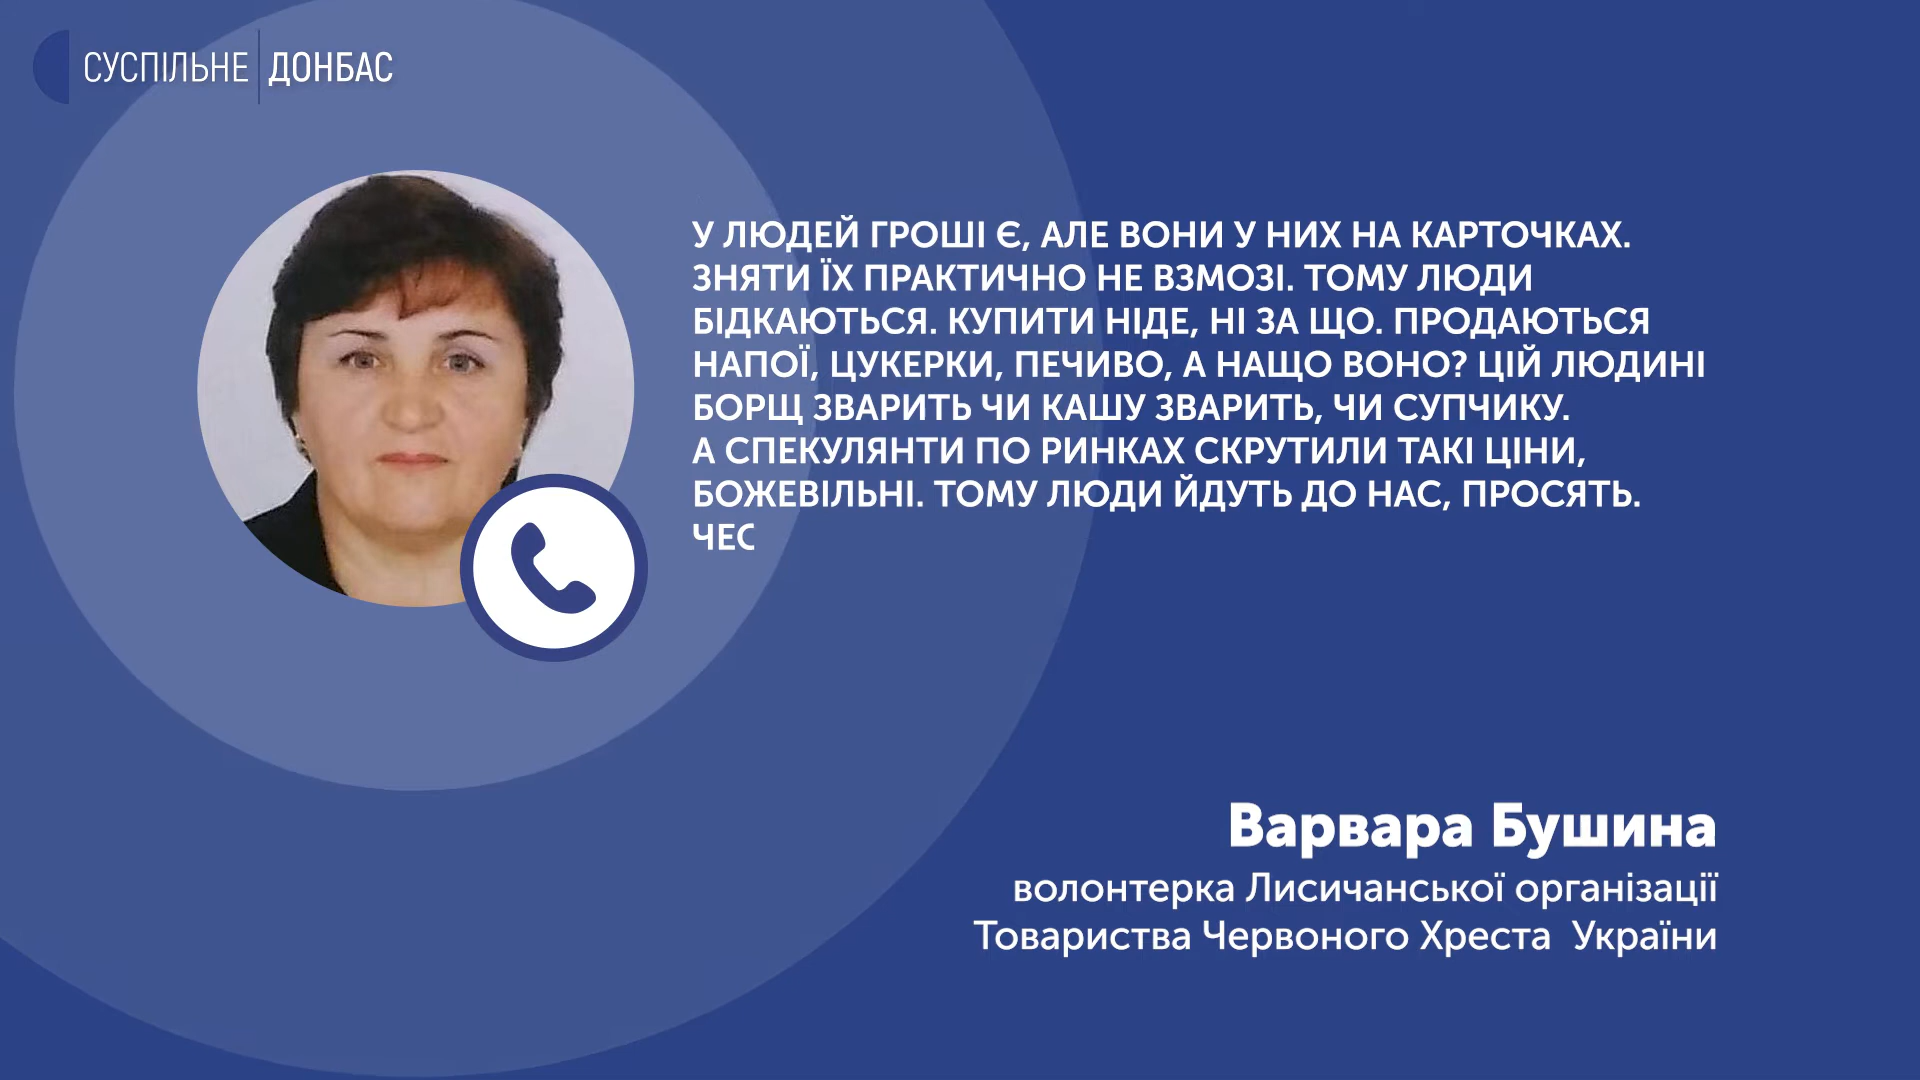 СУСПІЛЬНЕ ДОНБАС
У ЛЮДЕЙ ГРОШІ Є, АЛЕ ВОНИ У НИХ НА КАРТОЧКАХ.
ЗНЯТИ ЇХ ПРАКТИЧНО НЕ ВЗМОЗІ. ТОМУ ЛЮДИ
БІДКАЮТЬСЯ. КУПИТИ НІДЕ, НІ ЗА ЩО. ПРОДАЮТЬСЯ
НАПОЇ, ЦУКЕРКИ, ПЕЧИВО, А НАЩО ВОНО? ЦІЙ ЛЮДИНІ
БОРЩ ЗВАРИТЬ ЧИ КАШУ ЗВАРИТЬ, ЧИ СУПЧИКУ.
А СПЕКУЛЯНТИ ПО РИНКАХ СКРУТИЛИ ТАКІ ЦІНИ,
БОЖЕВІЛЬНІ. ТОМУ ЛЮДИ ЙДУТЬ ДО НАС, ПРОСЯТЬ.
ЧЕС
Варвара Бушина
волонтерка Лисичанської організації
Товариства Червоного Хреста України